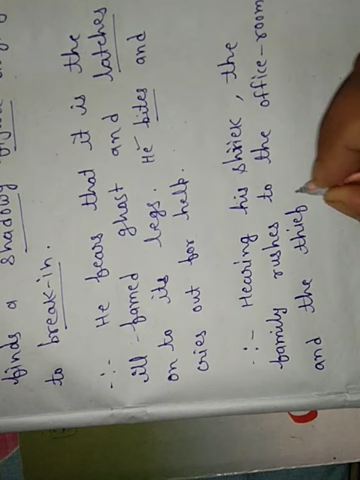 finds a shadowy
to break-in.
∴- He fears that it is the
ill-famed ghost and latches
on to its legs. He bites and
cries out for help.
∴- Hearing his shriek, the
family rushes to the office-room
and the thief